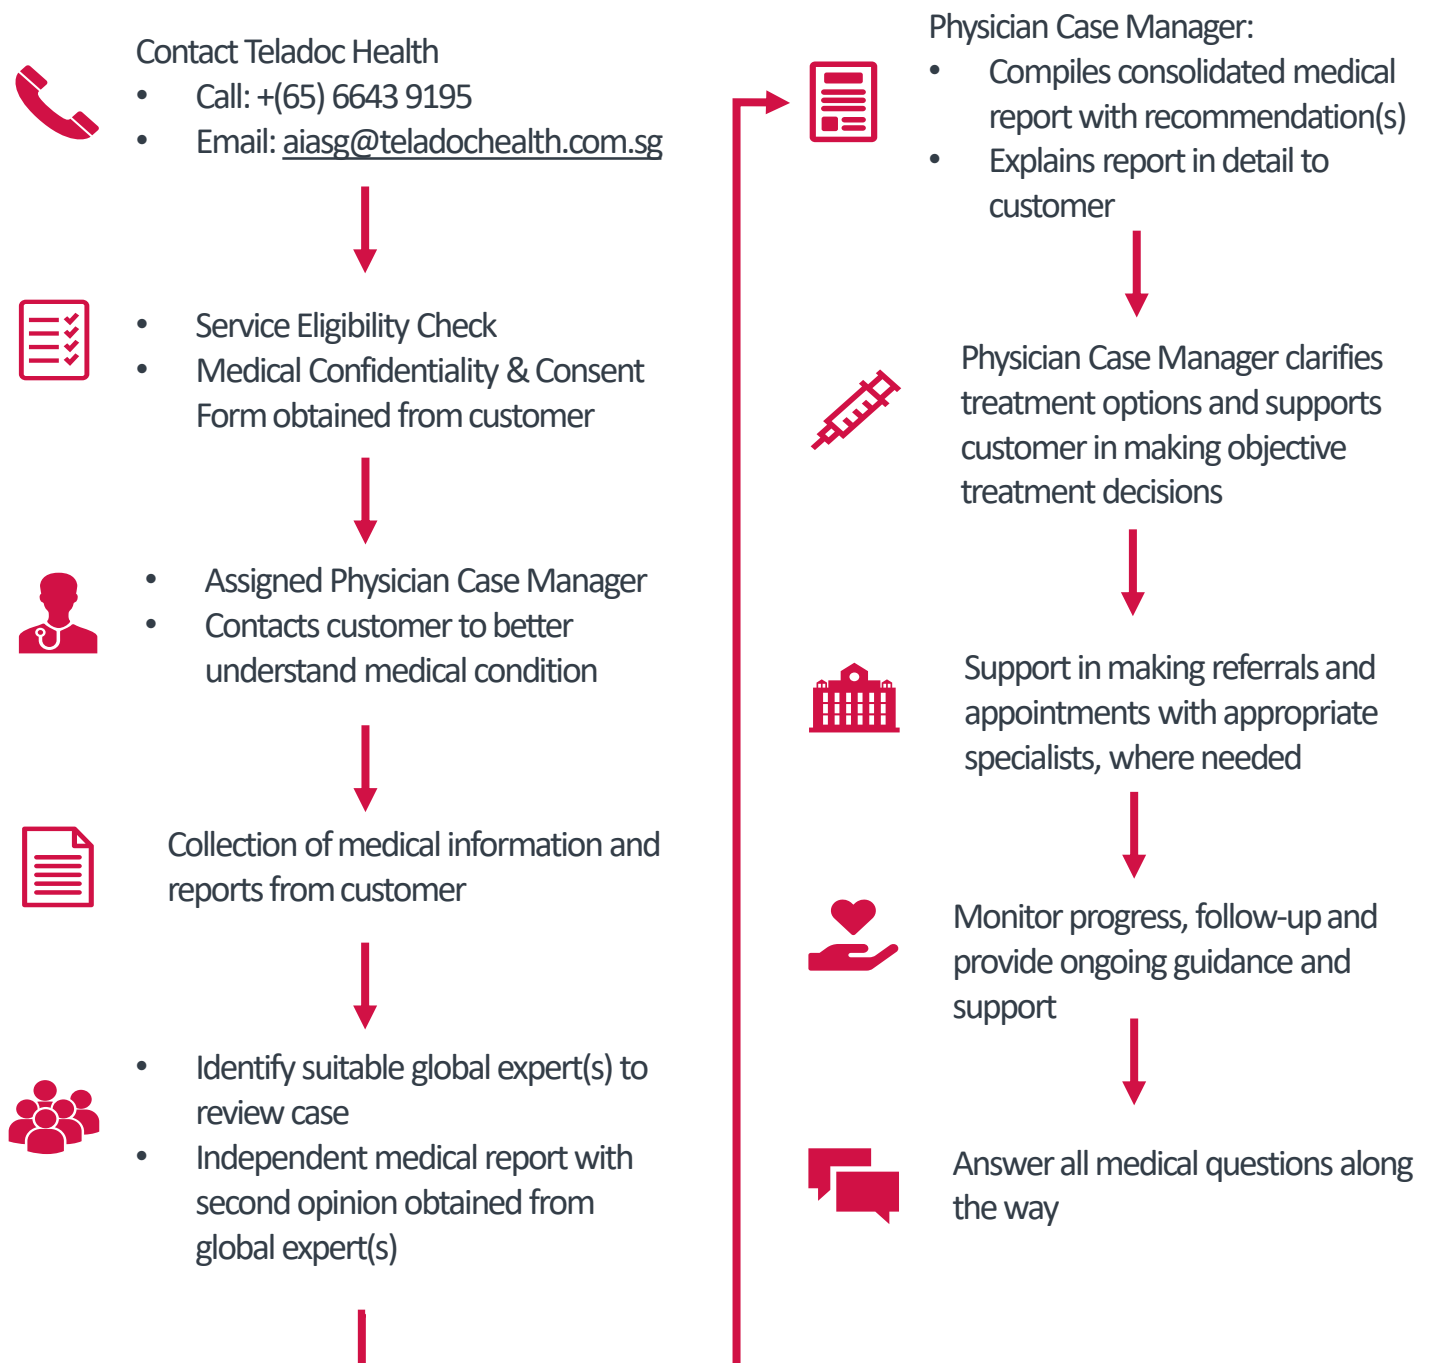 Contact Teladoc Health
• Call: +(65) 6643 9195
• Email: aiasg@teladochealth.com.sg
• Service Eligibility Check
• Medical Confidentiality & Consent
Form obtained from customer
• Assigned Physician Case Manager
• Contacts customer to better
understand medical condition
Collection of medical information and
reports from customer
• Identify suitable global expert(s) to
review case
• Independent medical report with
second opinion obtained from
global expert(s)
Physician Case Manager:
• Compiles consolidated medical
report with recommendation(s)
• Explains report in detail to
customer
Physician Case Manager clarifies
treatment options and supports
customer in making objective
treatment decisions
Support in making referrals and
appointments with appropriate
specialists, where needed
Monitor progress, follow-up and
provide ongoing guidance and
support
Answer all medical questions along
the way